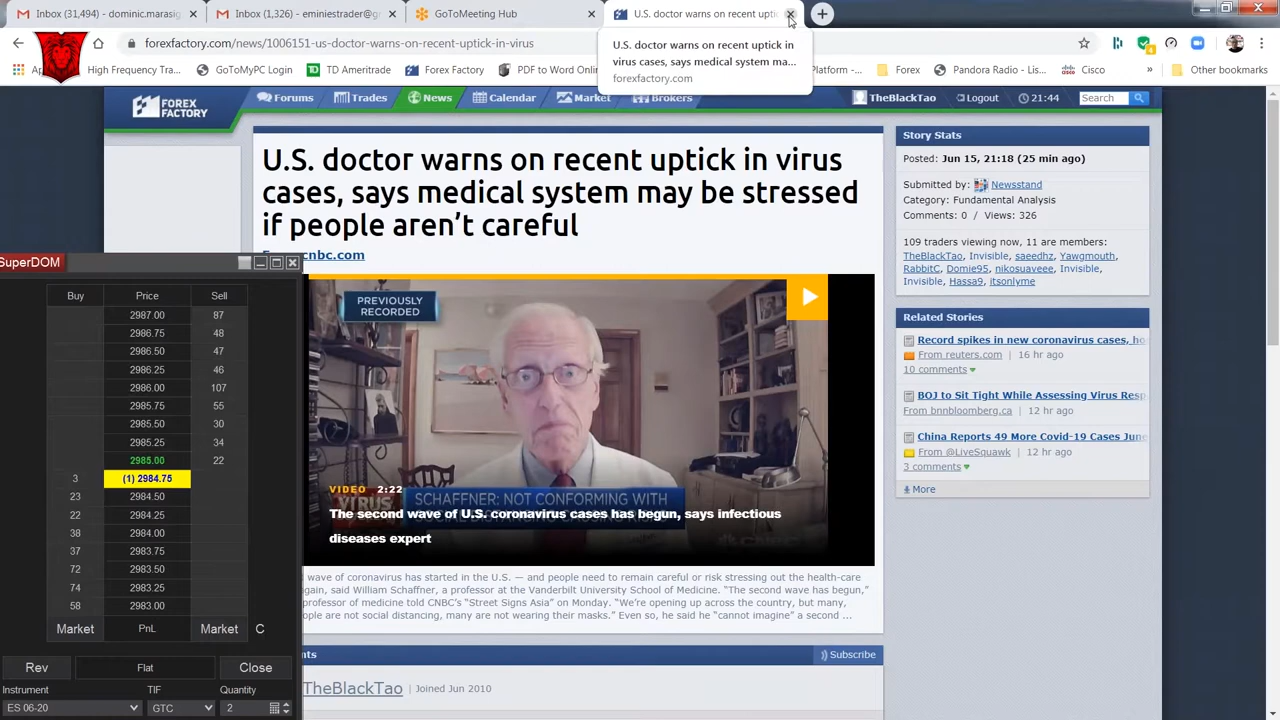 Inbox (31,494) - dominic.marasig
Inbox (1,326) - eminiestrader@gr
GoToMeeting Hub
U.S. doctor warns on recent uptic
forexfactory.com/news/1006151-us-doctor-warns-on-recent-uptick-in-virus
U.S. doctor warns on recent uptick in
virus cases, says medical system ma...
forexfactory.com
High Frequency Trad
GoToMyPC Login
TD Ameritrade
Forex Factory
PDF to Word Onlin
Platform -...
Forex
Pandora Radio - Lis...
Cisco
»
Other bookmarks
FOREX
FACTORY
Forums
Trades
News
Calendar
Market
Brokers
TheBlackTao
Logout
21:44
Search
U.S. doctor warns on recent uptick in virus
cases, says medical system may be stressed
if people aren't careful
cnbc.com
PREVIOUSLY
RECORDED
VIDEO 2:22
SCHAFFNER: NOT CONFORMING WITH
The second wave of U.S. coronavirus cases has begun, says infectious
diseases expert
wave of coronavirus has started in the U.S. — and people need to remain careful or risk stressing out the health-care
again, said William Schaffner, a professor at the Vanderbilt University School of Medicine. "The second wave has begun,"
professor of medicine told CNBC's "Street Signs Asia" on Monday. "We're opening up across the country, but many,
ple are not social distancing, many are not wearing their masks." Even so, he said he "cannot imagine" a second ...
nts
Subscribe
TheBlackTao | Joined Jun 2010
Story Stats
Posted: Jun 15, 21:18 (25 min ago)
Submitted by: Newsstand
Category: Fundamental Analysis
Comments: 0 / Views: 326
109 traders viewing now, 11 are members:
TheBlackTao, Invisible, saeedhz, Yawgmouth,
RabbitC, Domie95, nikosuaveee, Invisible,
Invisible, Hassa9, itsonlyme
Related Stories
Record spikes in new coronavirus cases, ho
From reuters.com | 16 hr ago
10 comments
BOJ to Sit Tight While Assessing Virus Resp
From bnnbloomberg.ca | 12 hr ago
China Reports 49 More Covid-19 Cases June
From @LiveSquawk | 12 hr ago
3 comments
More
SuperDOM
Buy Price Sell
2987.00 87
2986.75 48
2986.50 47
2986.25 46
2986.00 107
2985.75 55
2985.50 30
2985.25 34
2985.00 22
3 (1) 2984.75
23 2984.50
22 2984.25
38 2984.00
37 2983.75
72 2983.50
74 2983.25
58 2983.00
Market PnL Market C
Rev Flat Close
Instrument TIF Quantity
ES 06-20 GTC 2